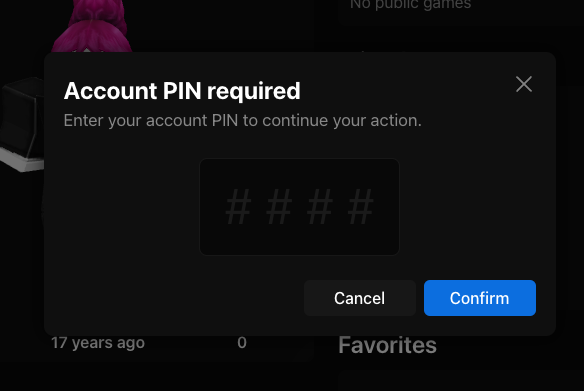 No public games
Account PIN required
Enter your account PIN to continue your action.
# # # #
Cancel
Confirm
17 years ago
0
Favorites